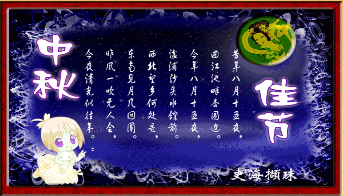 中秋
佳节
昔年八月十五夜，
曲江池畔杏园边。
今年八月十五夜，
湓浦沙头水馆前。
西北望乡何处是，
东南见月几回圆。
昨风一吹无人会，
今夜清光似往年。
史海撷珠